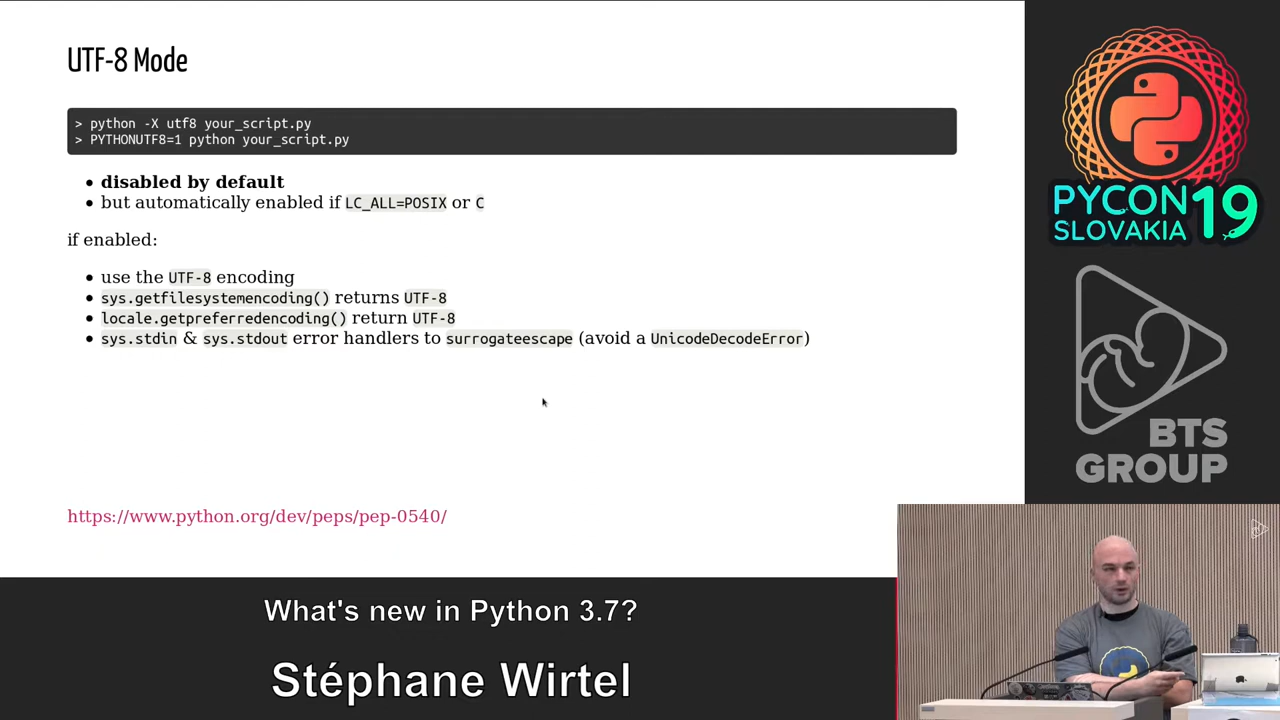 UTF-8 Mode
> python -X utf8 your_script.py
> PYTHONUTF8=1 python your_script.py
• disabled by default
• but automatically enabled if LC_ALL=POSIX or C
if enabled:
• use the UTF-8 encoding
• sys.getfilesystemencoding() returns UTF-8
• locale.getpreferredencoding() return UTF-8
• sys.stdin & sys.stdout error handlers to surrogateescape (avoid a UnicodeDecodeError)
https://www.python.org/dev/peps/pep-0540/
PYCON 19
SLOVAKIA
BTS
GROUP
What's new in Python 3.7?
Stéphane Wirtel